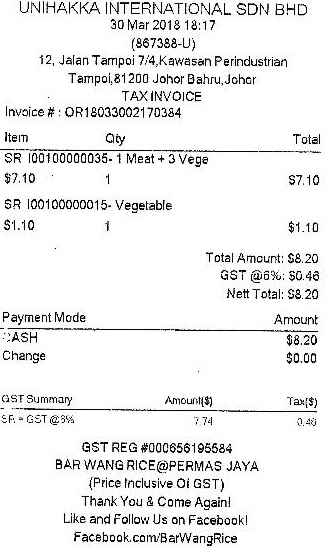 UNIHAKKA INTERNATIONAL SDN BHD
30 Mar 2018 18:17
(867388-U)
12, Jalan Tampoi 7/4,Kawasan Perindustrian
Tampoi,81200 Johor Bahru,Johor
TAX INVOICE
Invoice # : OR18033002170384
Item Qty Total
SR I00100000035- 1 Meat + 3 Vege
$7.10 1 $7.10
SR I00100000015- Vegetable
$1.10 1 $1.10
Total Amount: $8.20
GST @6%: $0.46
Nett Total: $8.20
Payment Mode Amount
CASH $8.20
Change $0.00
GST Summary Amount($) Tax($)
SR = GST @6% 7.74 0.46
GST REG #000656195584
BAR WANG RICE@PERMAS JAYA
(Price Inclusive Of GST)
Thank You & Come Again!
Like and Follow Us on Facebook!
Facebook.com/BarWangRice